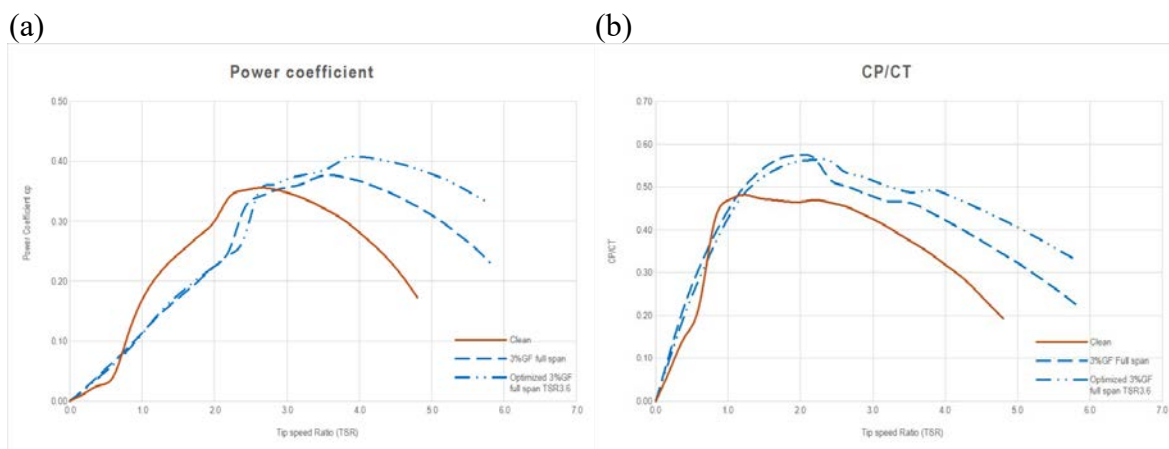 (a)
Power coefficient
0.50
0.40
0.30
0.20
0.10
0.00
Power Coefficient cp
0.0 1.0 2.0 3.0 4.0 5.0 6.0 7.0
Tip speed Ratio (TSR)
Clean
3%GF full span
Optimized 3%GF
full span TSR3.6
(b)
CP/CT
0.70
0.60
0.50
0.40
0.30
0.20
0.10
0.00
CP/CT
0.0 1.0 2.0 3.0 4.0 5.0 6.0 7.0
Tip speed Ratio (TSR)
Clean
3%GF Full span
Optimized 3%GF
full span TSR3.6